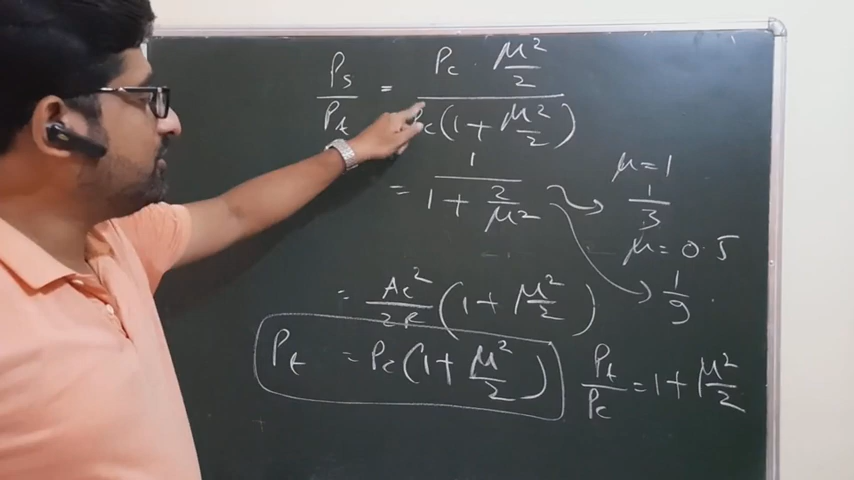 Ps/Pt = Pc · μ²/2 / Pc(1 + μ²/2)
= 1 / 1 + 2/μ²
μ = 1
1/3
μ = 0.5
1/9
= Ac²/2R (1 + μ²/2)
Pt = Pc(1 + μ²/2)
Pt/Pc = 1 + μ²/2